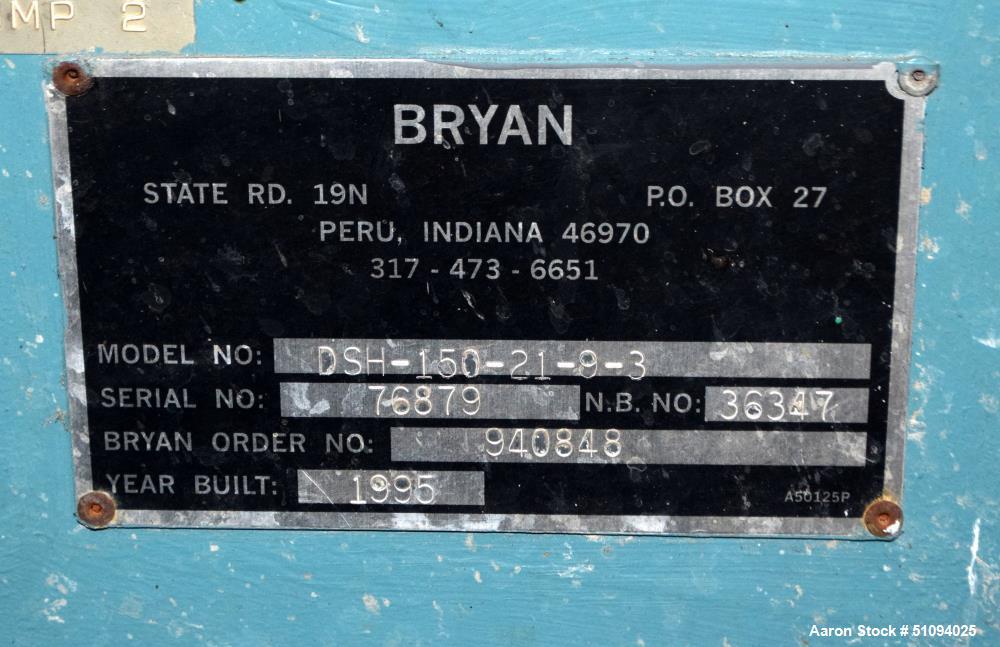 MP 2
BRYAN
STATE RD. 19N P.O. BOX 27
PERU, INDIANA 46970
317-473-6651
MODEL NO: DSH-150-21-9-3
SERIAL NO: 76879 N.B. NO: 36347
BRYAN ORDER NO: 940848
YEAR BUILT: 1995
A50125P
Aaron Stock # 51094025